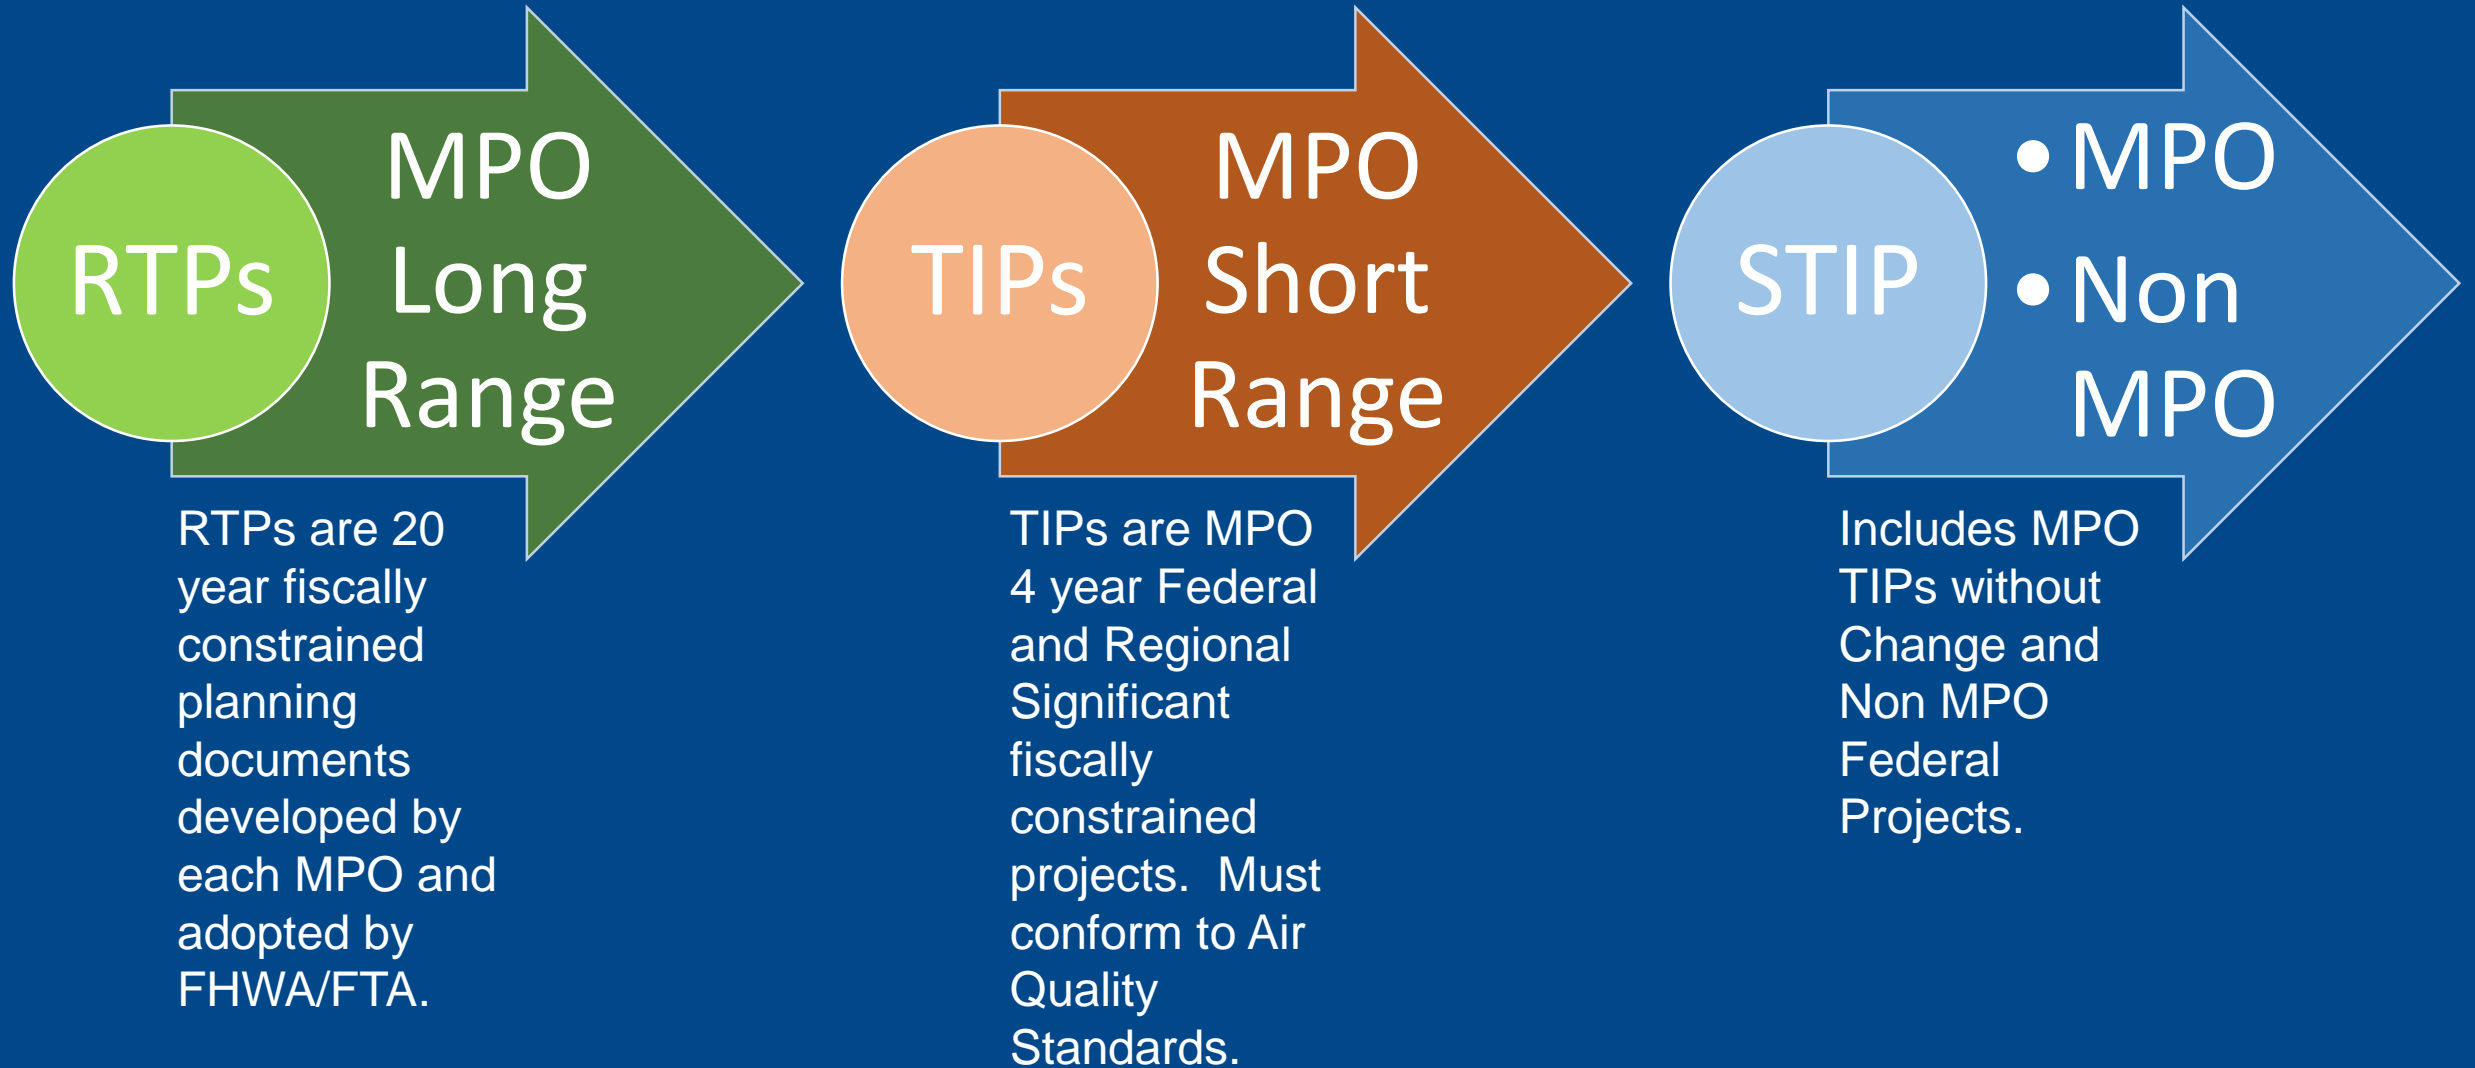 RTPs
MPO
Long
Range
RTPs are 20
year fiscally
constrained
planning
documents
developed by
each MPO and
adopted by
FHWA/FTA.
TIPs
MPO
Short
Range
TIPs are MPO
4 year Federal
and Regional
Significant
fiscally
constrained
projects.  Must
conform to Air
Quality
Standards.
STIP
• MPO
• Non
MPO
Includes MPO
TIPs without
Change and
Non MPO
Federal
Projects.